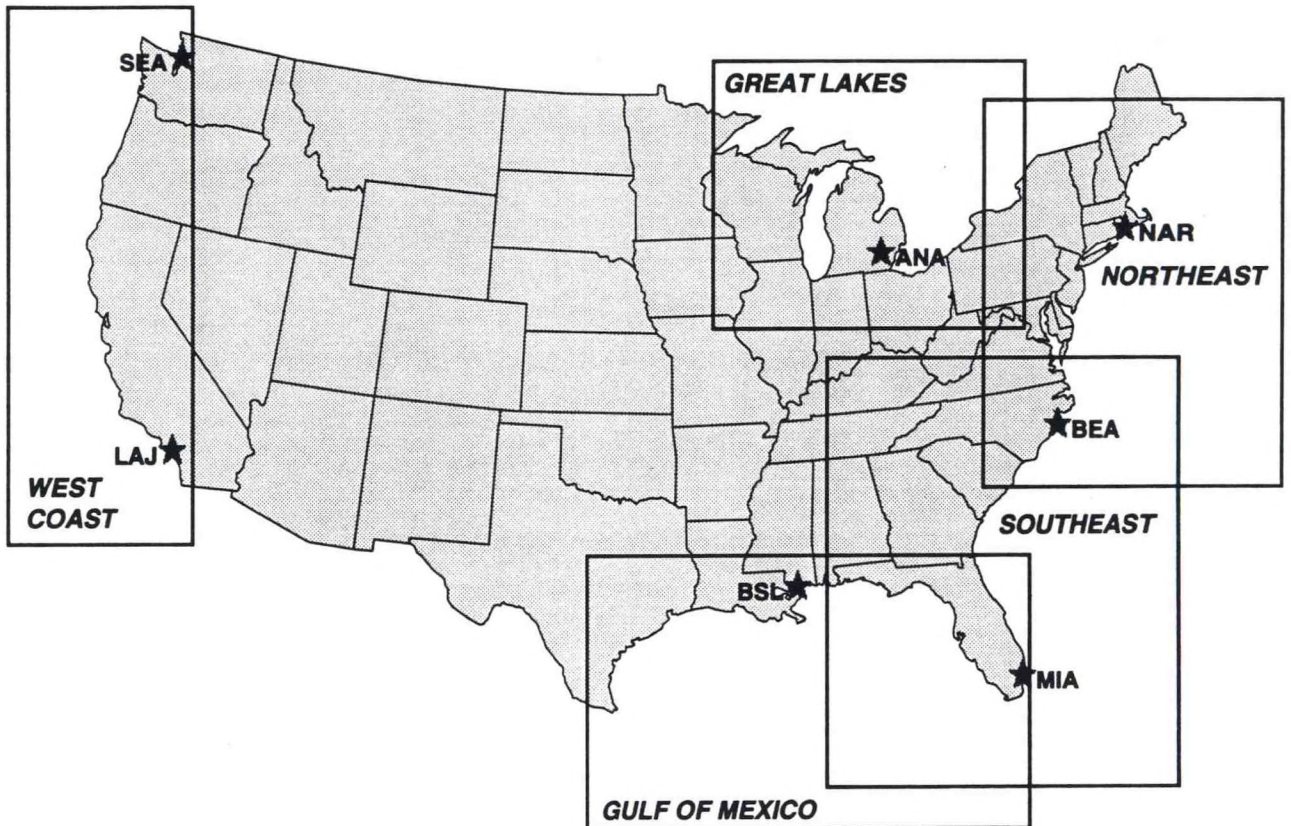 SEA
GREAT LAKES
NAR
ANA
NORTHEAST
BEA
LAJ
WEST
COAST
SOUTHEAST
BSL
MIA
GULF OF MEXICO